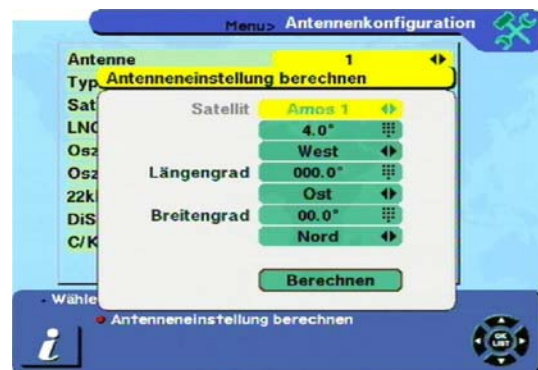 Menu> Antennenkonfiguration
Antenne 1
Typ
Antenneneinstellung berechnen
Sat
Satellit Amos 1
LNC
4.0°
Osz
West
Osz
Längengrad 000.0°
22k
Ost
DiS
Breitengrad 00.0°
C/K
Nord
Berechnen
- Wähle
Antenneneinstellung berechnen
i
OK
LIST